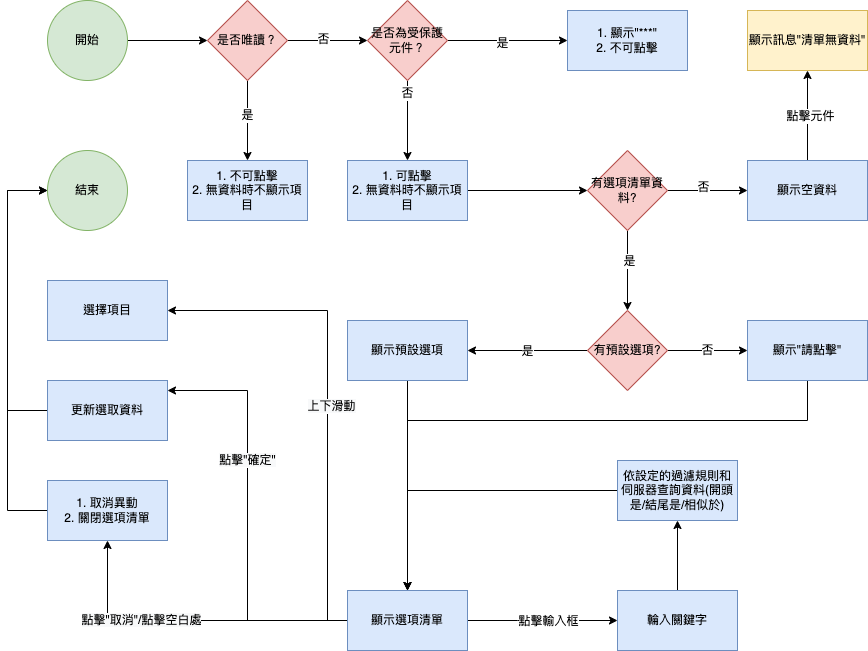 開始
是否唯讀？
否
是否為受保護
元件？
是
1. 顯示"***"
2. 不可點擊
顯示訊息"清單無資料"
是
否
點擊元件
結束
1. 不可點擊
2. 無資料時不顯示項
目
1. 可點擊
2. 無資料時不顯示項
目
有選項清單資
料?
否
顯示空資料
是
選擇項目
顯示預設選項
是
有預設選項?
否
顯示"請點擊"
更新選取資料
上下滑動
點擊"確定"
1. 取消異動
2. 關閉選項清單
依設定的過濾規則和
伺服器查詢資料(開頭
是/結尾是/相似於)
點擊"取消"/點擊空白處
顯示選項清單
點擊輸入框
輪入關鍵字